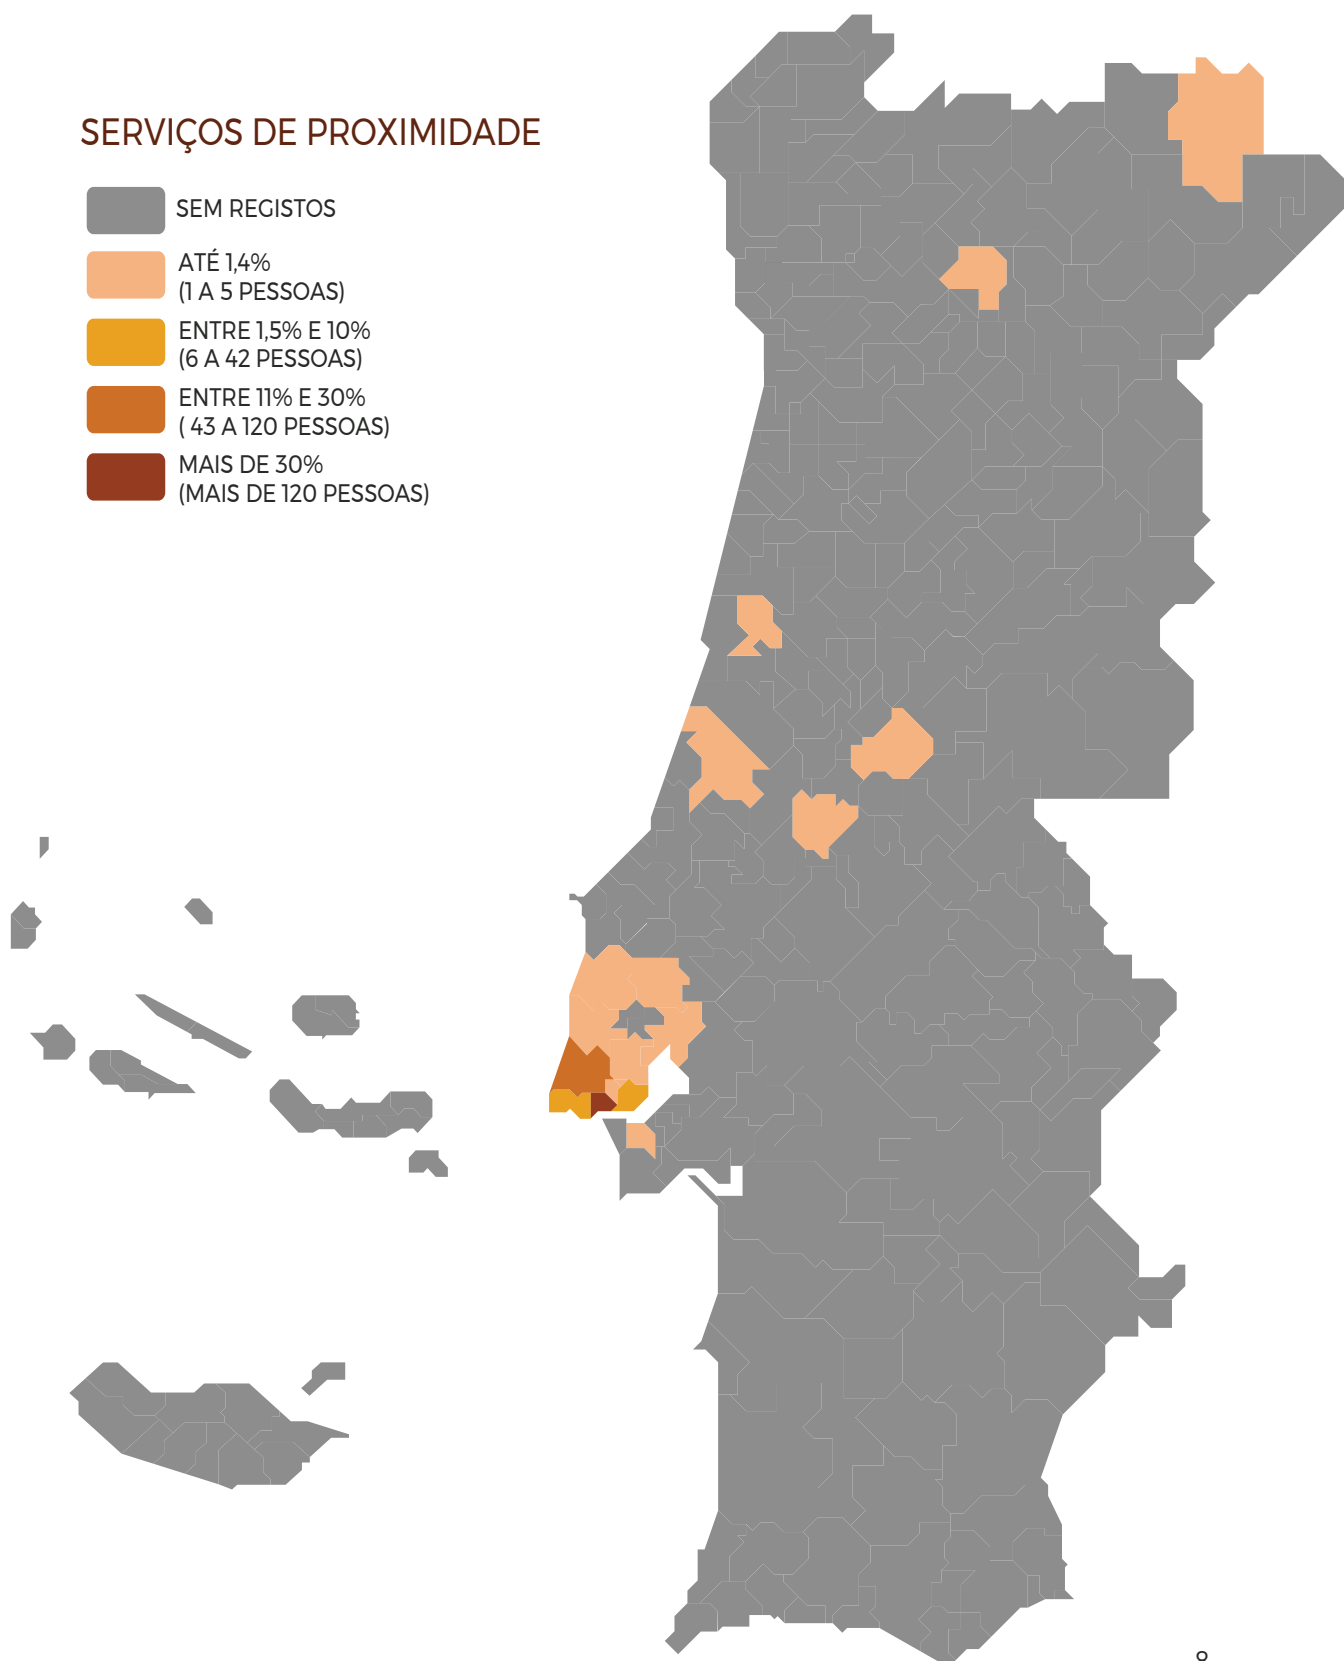 SERVIÇOS DE PROXIMIDADE
SEM REGISTOS
ATÉ 1,4%
(1 A 5 PESSOAS)
ENTRE 1,5% E 10%
(6 A 42 PESSOAS)
ENTRE 11% E 30%
( 43 A 120 PESSOAS)
MAIS DE 30%
(MAIS DE 120 PESSOAS)